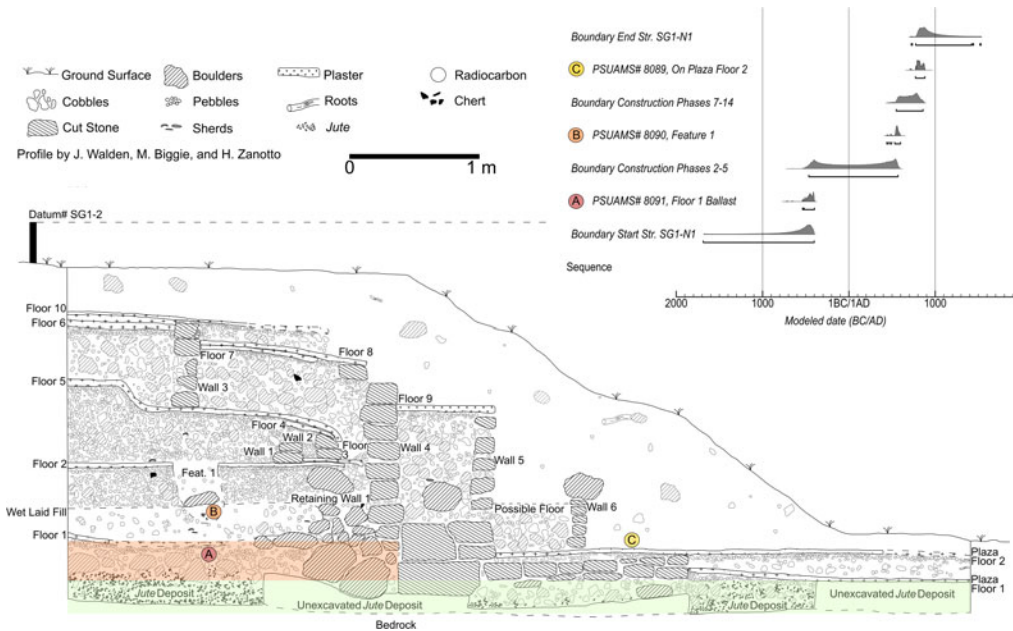 Ground Surface
Boulders
Plaster
Radiocarbon
Cobbles
Pebbles
Roots
Chert
Cut Stone
Sherds
Jute
Profile by J. Walden, M. Biggie, and H. Zanotto
0 1 m
Boundary End Str. SG1-N1
C PSUAMS# 8089, On Plaza Floor 2
Boundary Construction Phases 7-14
B PSUAMS# 8090, Feature 1
Boundary Construction Phases 2-5
A PSUAMS# 8091, Floor 1 Ballast
Boundary Start Str. SG1-N1
Sequence
2000 1000 1BC/1AD 1000
Modeled date (BC/AD)
Datum# SG1-2
Floor 10
Floor 6
Floor 7
Floor 8
Floor 5
Wall 3
Floor 9
Floor 4
Wall 2
Wall 1
Floor
3
Wall 4
Wall 5
Floor 2
Feat. 1
Retaining Wall 1
Wet Laid Fill
B
Possible Floor
Wall 6
Floor 1
A
C
Plaza
Floor 2
Plaza
Floor 1
Jute Deposit
Unexcavated Jute Deposit
Jute Deposit
Unexcavated Jute Deposit
Bedrock